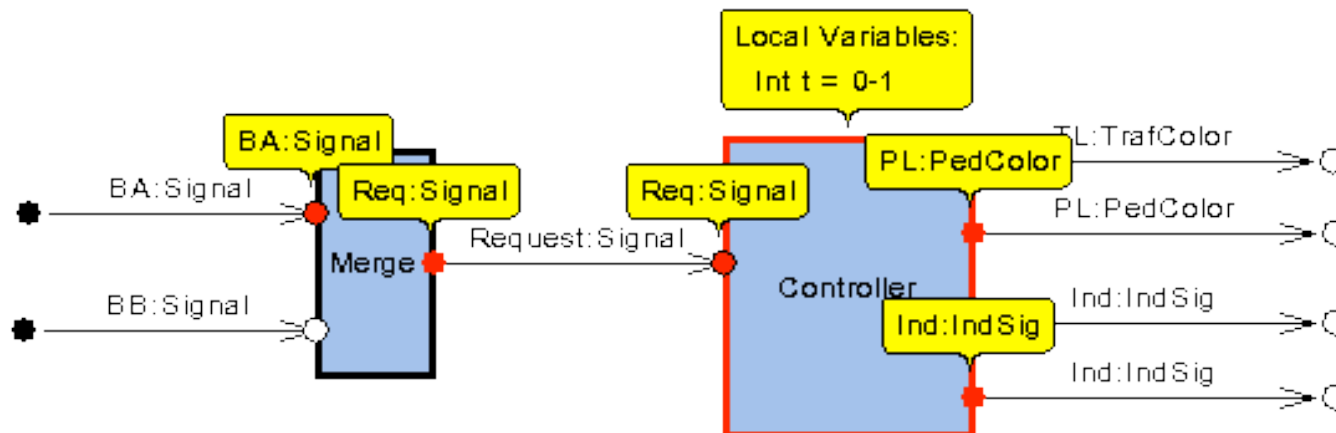 Local Variables:
Int t = 0-1
BA:Signal
TL:TrafColor
BA:Signal
Req:Signal
Req:Signal
PL:PedColor
PL:PedColor
Request:Signal
Merge
Controller
BB:Signal
Ind:IndSig
Ind:IndSig
Ind:IndSig